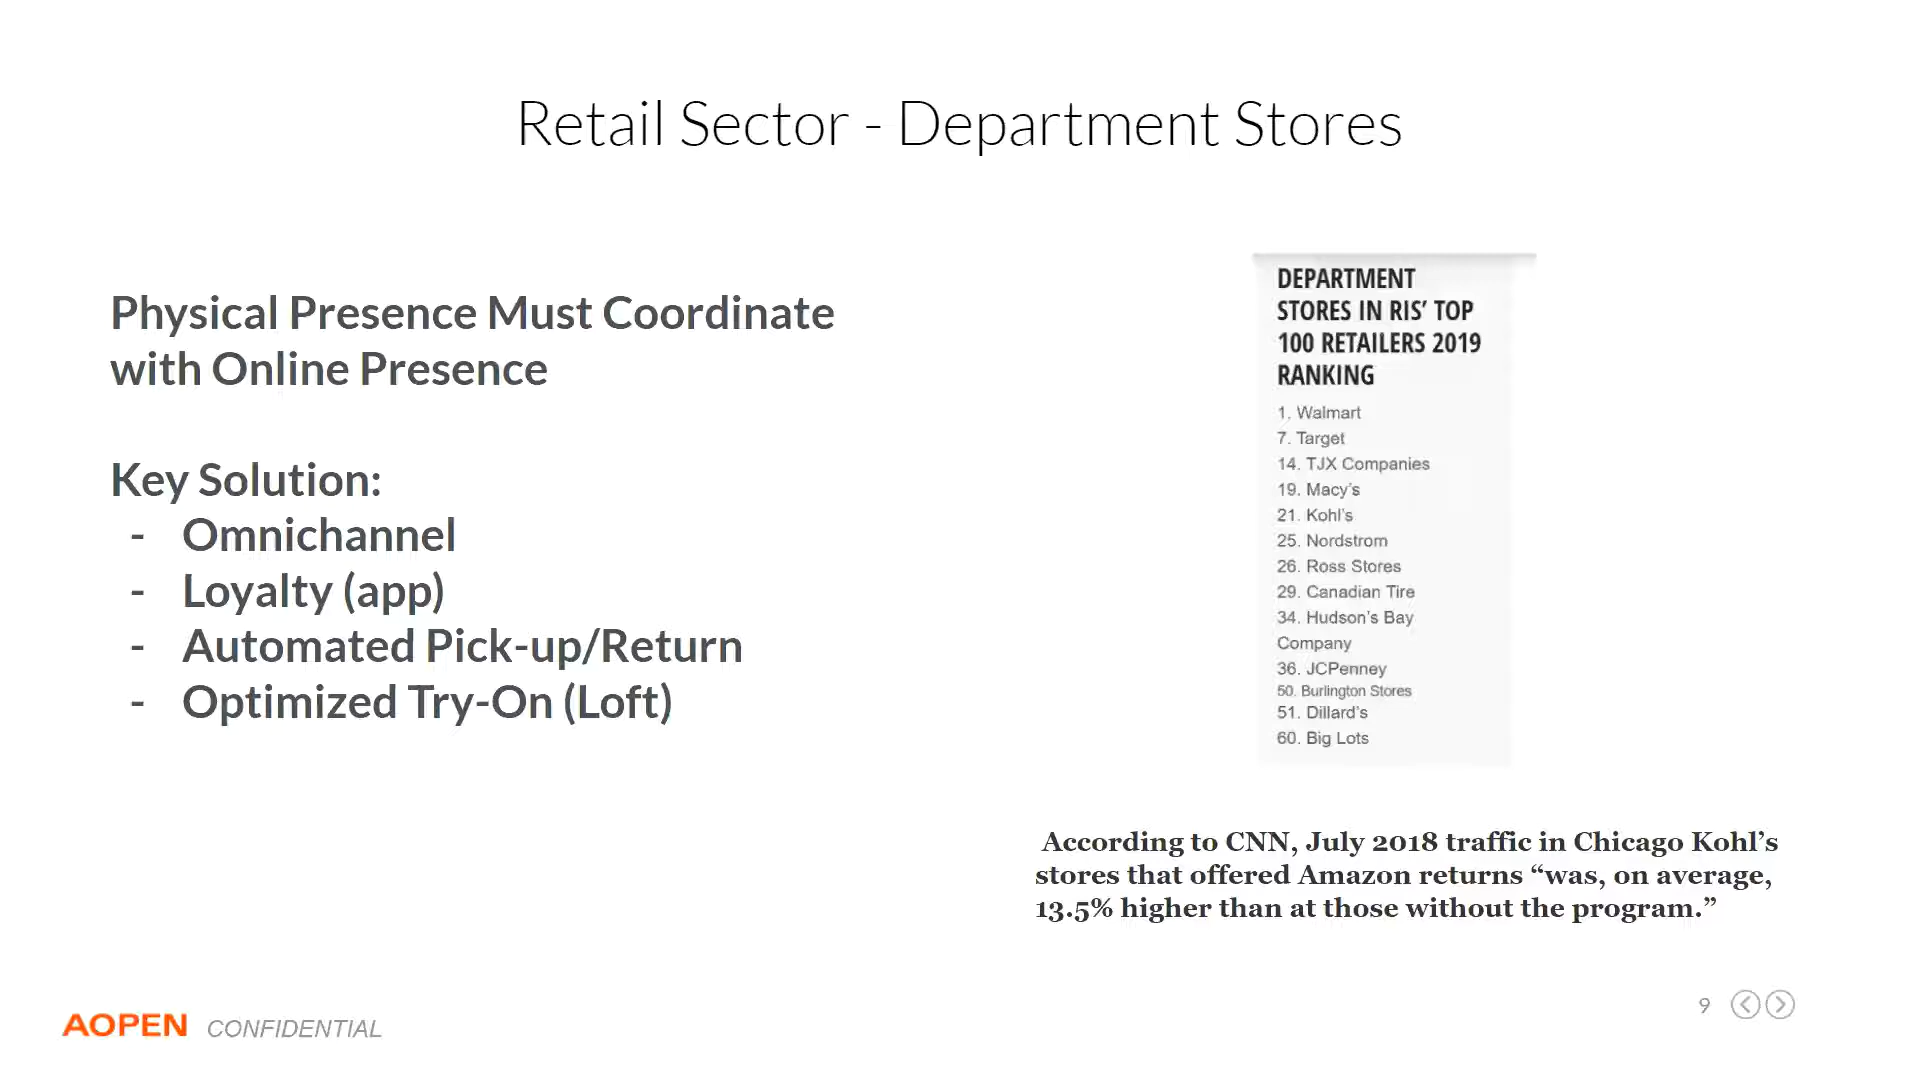 Retail Sector - Department Stores
Physical Presence Must Coordinate
with Online Presence
Key Solution:
- Omnichannel
- Loyalty (app)
- Automated Pick-up/Return
- Optimized Try-On (Loft)
DEPARTMENT
STORES IN RIS’ TOP
100 RETAILERS 2019
RANKING
1. Walmart
7. Target
14. TJX Companies
19. Macy’s
21. Kohl’s
25. Nordstrom
26. Ross Stores
29. Canadian Tire
34. Hudson’s Bay
Company
36. JCPenney
50. Burlington Stores
51. Dillard’s
60. Big Lots
According to CNN, July 2018 traffic in Chicago Kohl’s
stores that offered Amazon returns “was, on average,
13.5% higher than at those without the program.”
AOPEN CONFIDENTIAL
9